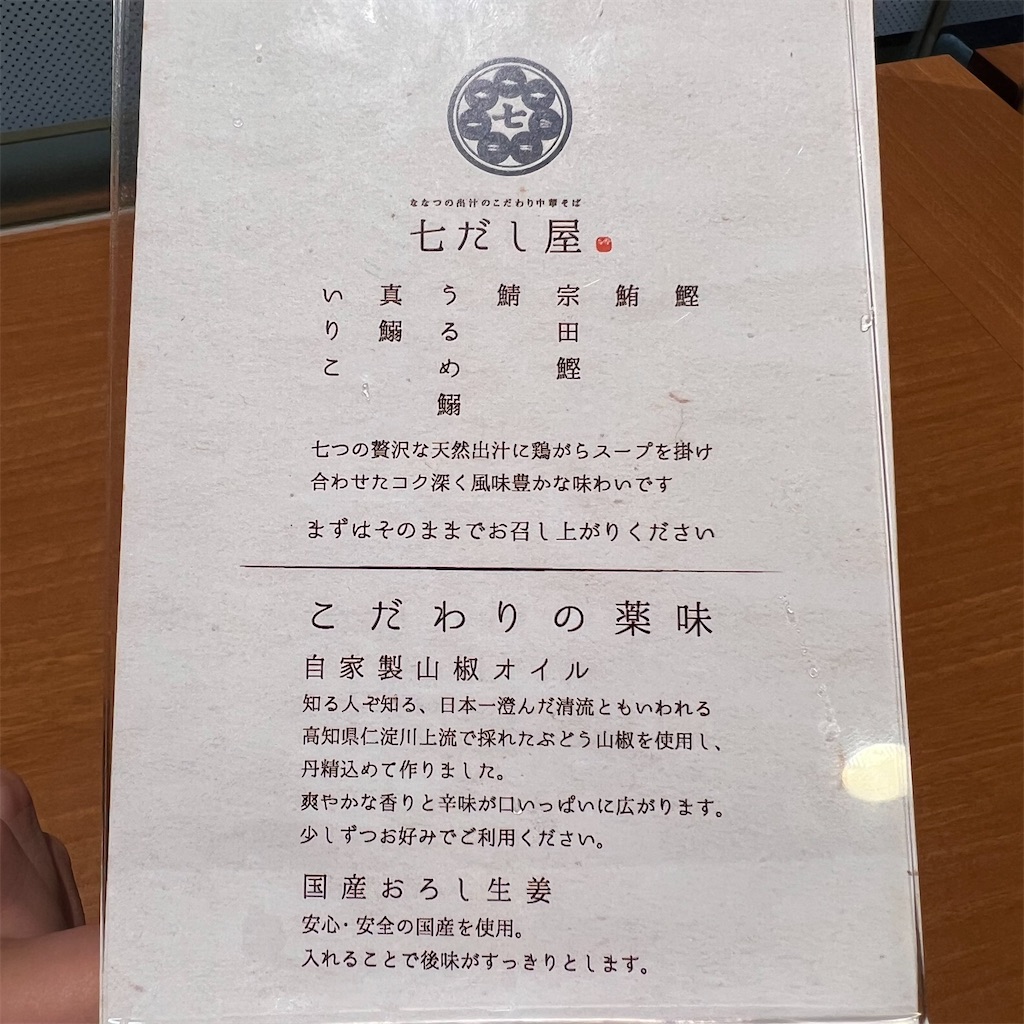 七
ななつの出汁のこだわり中華そば
七だし屋
鰹
鮪
宗田鰹
鯖
うるめ鰯
真鰯
いりこ
七つの贅沢な天然出汁に鶏がらスープを掛け
合わせたコク深く風味豊かな味わいです
まずはそのままでお召し上がりください
こだわりの薬味
自家製山椒オイル
知る人ぞ知る、日本一澄んだ清流ともいわれる
高知県仁淀川上流で採れたぶどう山椒を使用し、
丹精込めて作りました。
爽やかな香りと辛味が口いっぱいに広がります。
少しずつお好みでご利用ください。
国産おろし生姜
安心・安全の国産を使用。
入れることで後味がすっきりとします。